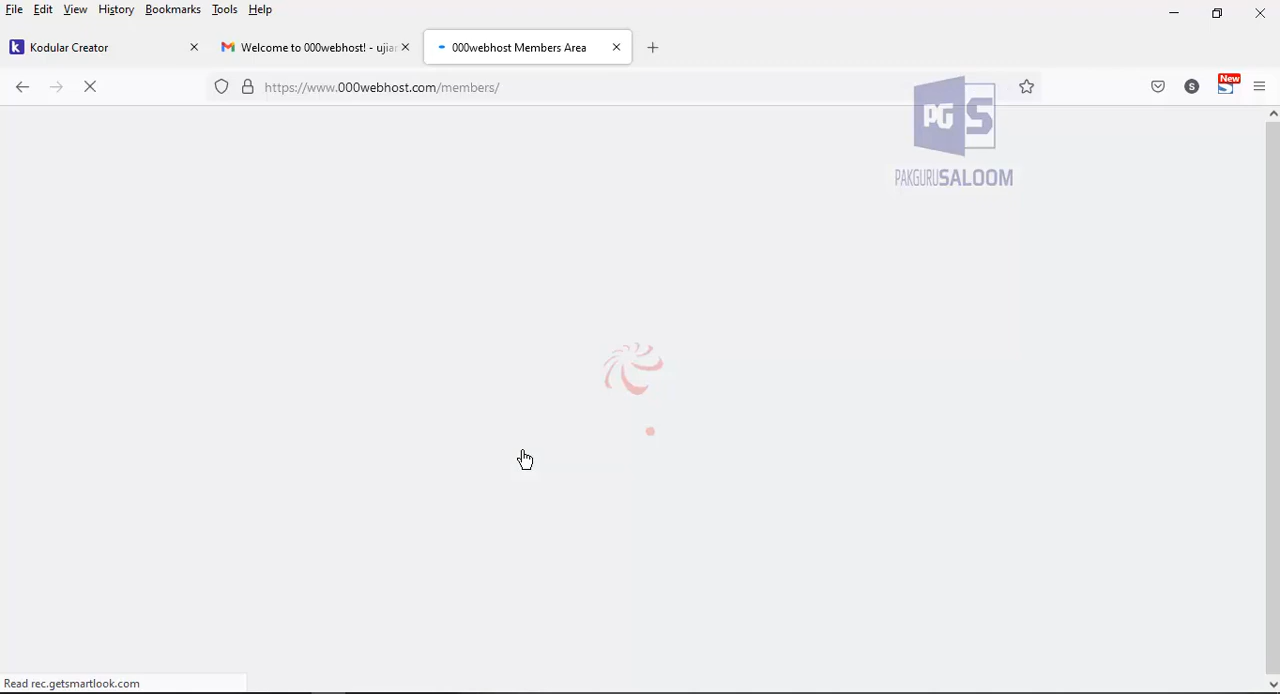 File Edit View History Bookmarks Tools Help
Kodular Creator
Welcome to 000webhost! - ujian
000webhost Members Area
https://www.000webhost.com/members/
S
New
PG S
PAKGURUSALOOM
Read rec.getsmartlook.com